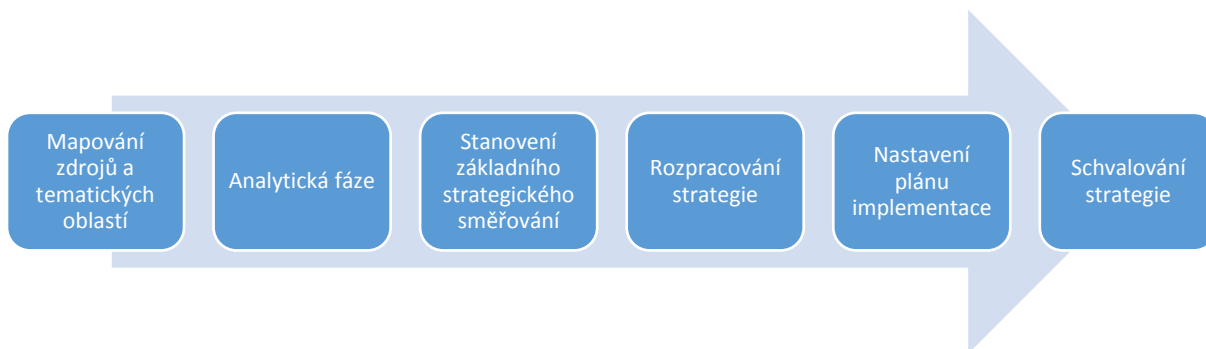 Mapování
zdrojů a
tematických
oblastí
Analytická fáze
Stanovení
základního
strategického
směřování
Rozpracování
strategie
Nastavení
plánu
implementace
Schvalování
strategie